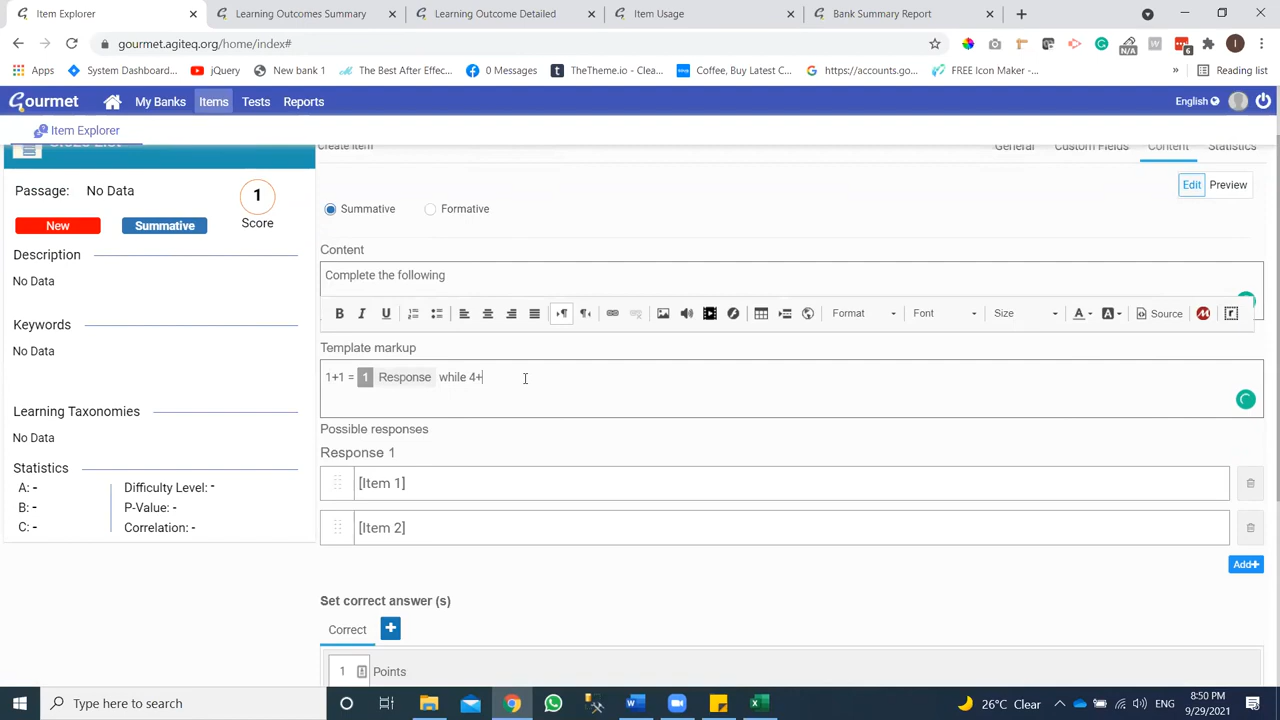 Item Explorer
Learning Outcomes Summary
Learning Outcome Detailed
Item Usage
Bank Summary Report
gourmet.agiteq.org/home/index#
N/A
6
I
Apps
System Dashboard...
jQuery
New bank 1
The Best After Effec...
0 Messages
TheTheme.io - Clea...
Coffee, Buy Latest C...
https://accounts.go...
FREE Icon Maker -...
»
Reading list
Gourmet
My Banks
Items
Tests
Reports
English
Item Explorer
Create Item
General
Custom Fields
Content
Statistics
Passage: No Data
1
Score
New
Summative
Description
No Data
Keywords
No Data
Learning Taxonomies
No Data
Statistics
A: -
B: -
C: -
Difficulty Level: -
P-Value: -
Correlation: -
Edit
Preview
Summative
Formative
Content
Complete the following
B I U
Format
Font
Size
A
A
Source
Template markup
1+1 = 1 Response while 4+
Possible responses
Response 1
[Item 1]
[Item 2]
Add+
Set correct answer (s)
Correct
+
1
Points
Type here to search
26°C Clear
ENG
8:50 PM
9/29/2021